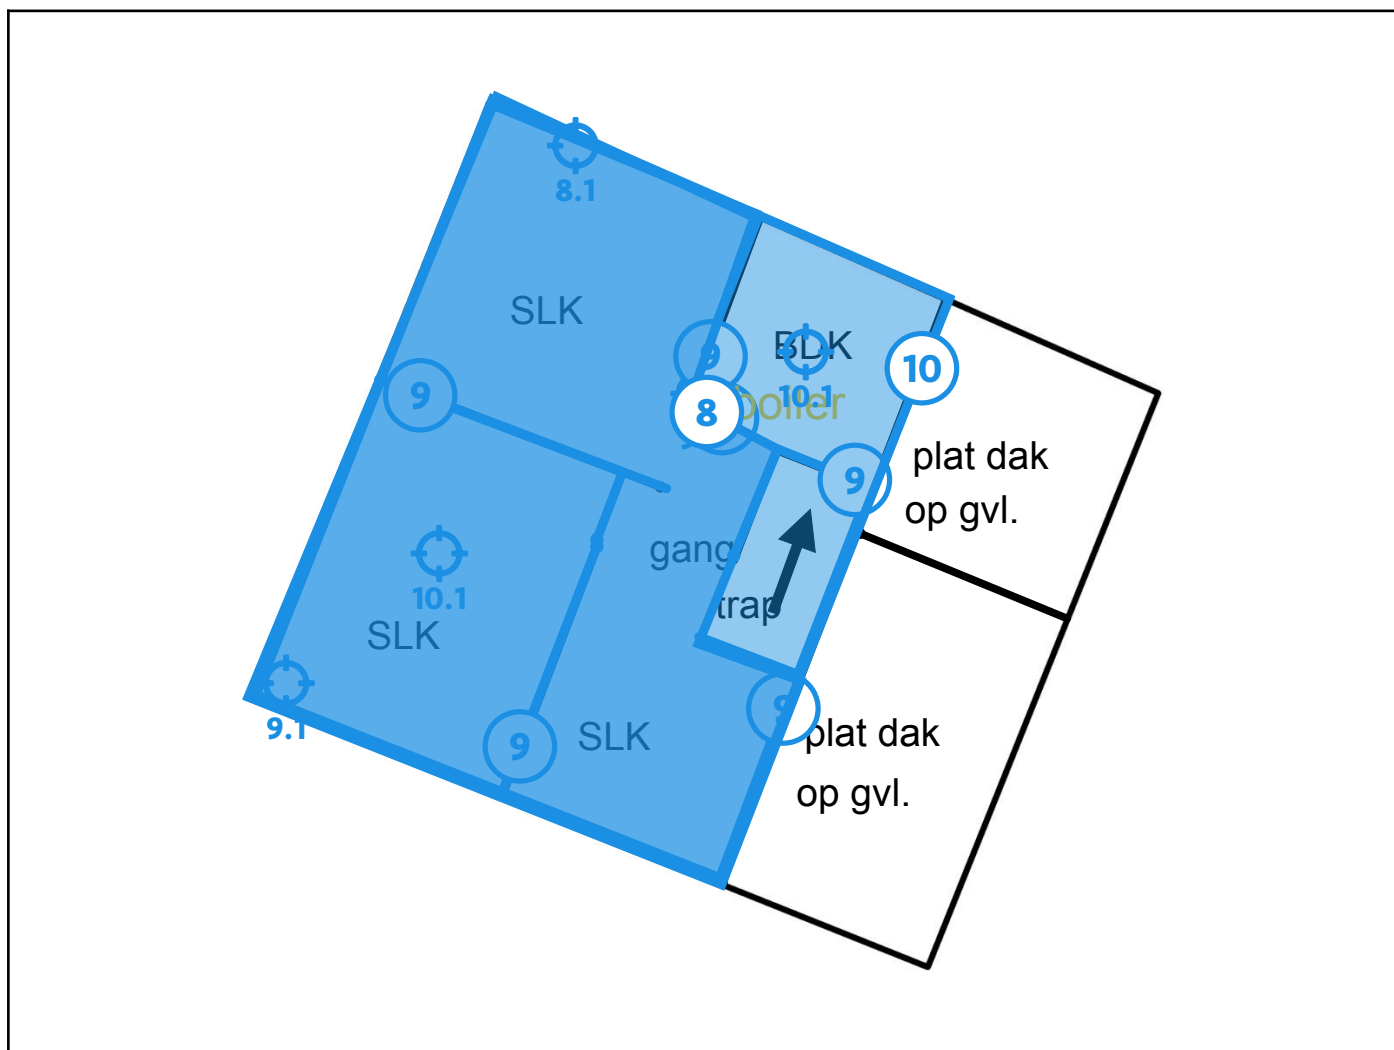 8.1
SLK
9
BDK
10
9
10.1
8
boiler
plat dak
op gvl.
9
gang
10.1
trap
SLK
9.1
9
SLK
9
plat dak
op gvl.